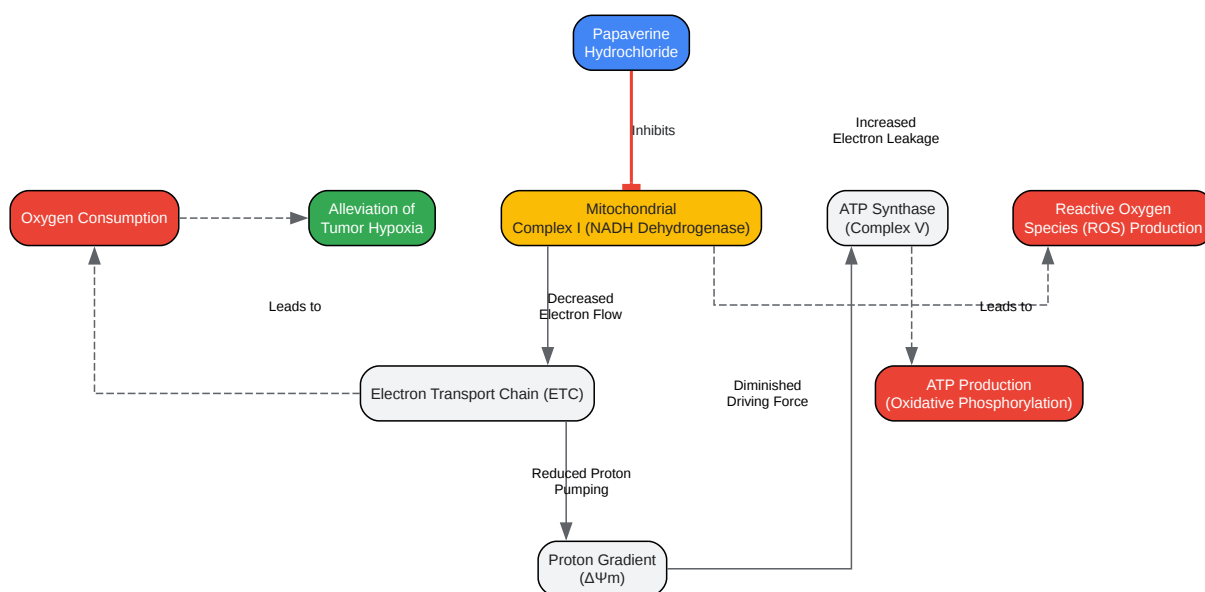 Papaverine
Hydrochloride
Inhibits
Increased
Electron Leakage
Oxygen Consumption
Alleviation of
Tumor Hypoxia
Mitochondrial
Complex I (NADH Dehydrogenase)
ATP Synthase
(Complex V)
Reactive Oxygen
Species (ROS) Production
Leads to
Decreased
Electron Flow
Leads to
Electron Transport Chain (ETC)
Diminished
Driving Force
ATP Production
(Oxidative Phosphorylation)
Reduced Proton
Pumping
Proton Gradient
(ΔΨm)